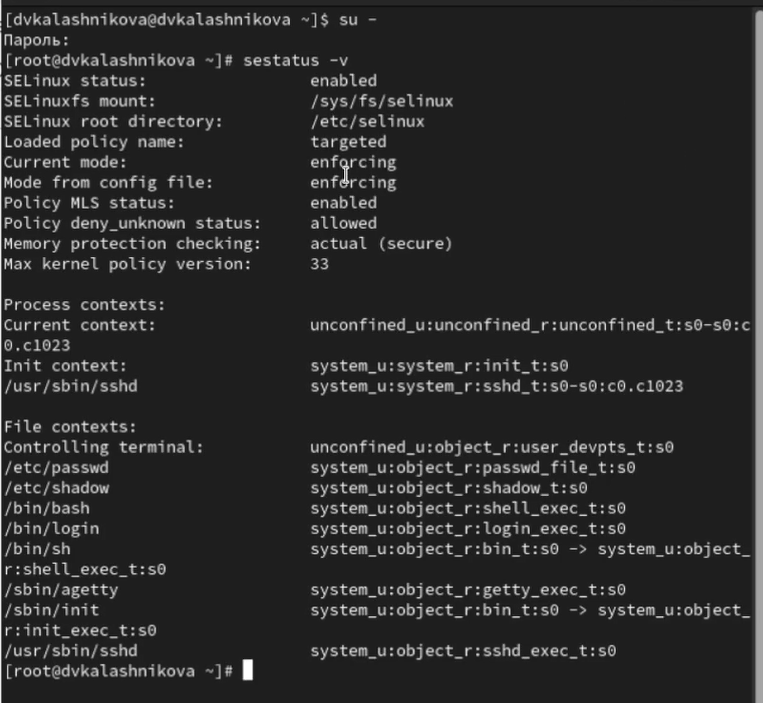 [dvkalashnikova@dvkalashnikova ~]$ su -
Пароль:
[root@dvkalashnikova ~]# sestatus -v
SELinux status:                 enabled
SELinuxfs mount:                /sys/fs/selinux
SELinux root directory:         /etc/selinux
Loaded policy name:             targeted
Current mode:                   enforcing
Mode from config file:          enforcing
Policy MLS status:              enabled
Policy deny_unknown status:     allowed
Memory protection checking:     actual (secure)
Max kernel policy version:      33

Process contexts:
Current context:                unconfined_u:unconfined_r:unconfined_t:s0-s0:c
0.c1023
Init context:                   system_u:system_r:init_t:s0
/usr/sbin/sshd                  system_u:system_r:sshd_t:s0-s0:c0.c1023

File contexts:
Controlling terminal:           unconfined_u:object_r:user_devpts_t:s0
/etc/passwd                     system_u:object_r:passwd_file_t:s0
/etc/shadow                     system_u:object_r:shadow_t:s0
/bin/bash                       system_u:object_r:shell_exec_t:s0
/bin/login                      system_u:object_r:login_exec_t:s0
/bin/sh                         system_u:object_r:bin_t:s0 -> system_u:object_
r:shell_exec_t:s0
/sbin/agetty                    system_u:object_r:getty_exec_t:s0
/sbin/init                      system_u:object_r:bin_t:s0 -> system_u:object_
r:init_exec_t:s0
/usr/sbin/sshd                  system_u:object_r:sshd_exec_t:s0
[root@dvkalashnikova ~]#